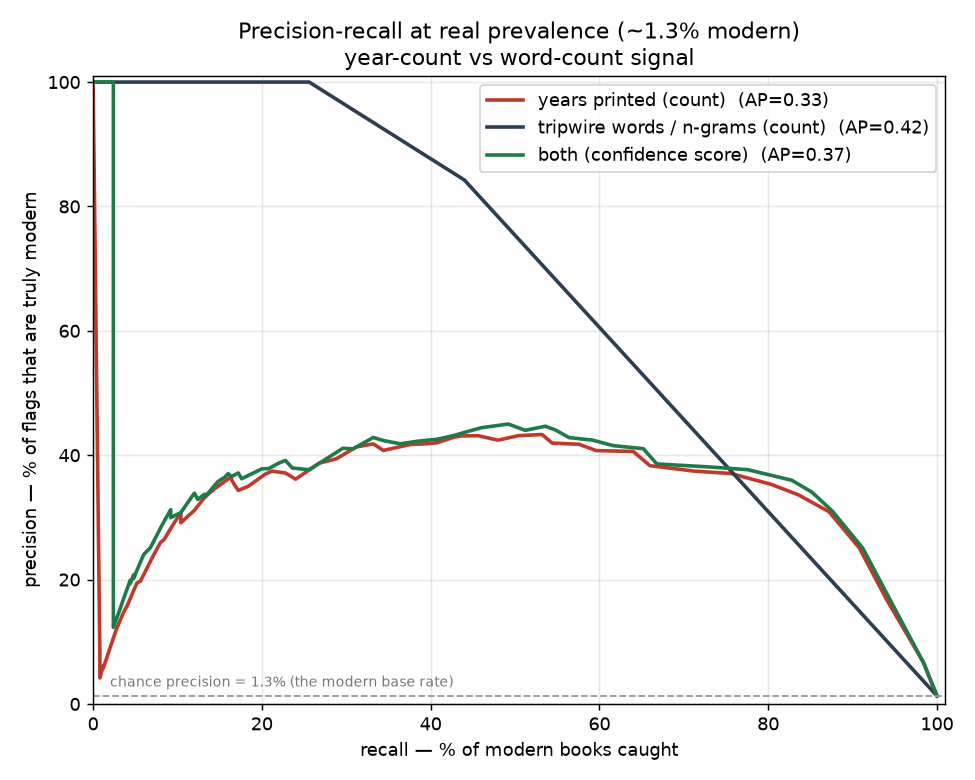 Precision-recall at real prevalence (~1.3% modern)
year-count vs word-count signal
years printed (count)  (AP=0.33)
tripwire words / n-grams (count)  (AP=0.42)
both (confidence score)  (AP=0.37)
precision — % of flags that are truly modern
100
80
60
40
20
0
chance precision = 1.3% (the modern base rate)
0 20 40 60 80 100
recall — % of modern books caught